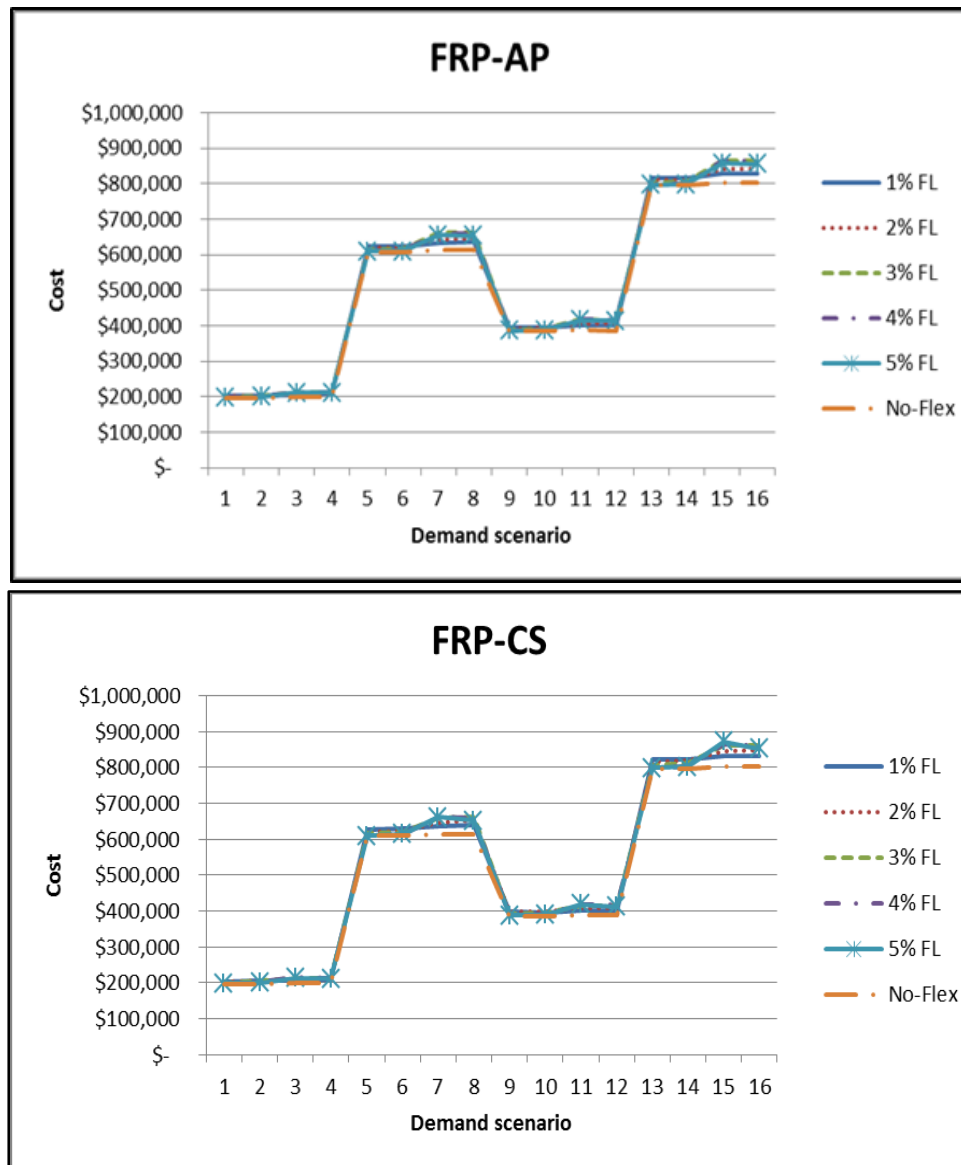 FRP-AP
$1,000,000
$900,000
$800,000
$700,000
$600,000
$500,000
$400,000
$300,000
$200,000
$100,000
$-
Cost
1 2 3 4 5 6 7 8 9 10 11 12 13 14 15 16
Demand scenario
1% FL
2% FL
3% FL
4% FL
5% FL
No-Flex
FRP-CS
$1,000,000
$900,000
$800,000
$700,000
$600,000
$500,000
$400,000
$300,000
$200,000
$100,000
$-
Cost
1 2 3 4 5 6 7 8 9 10 11 12 13 14 15 16
Demand scenario
1% FL
2% FL
3% FL
4% FL
5% FL
No-Flex